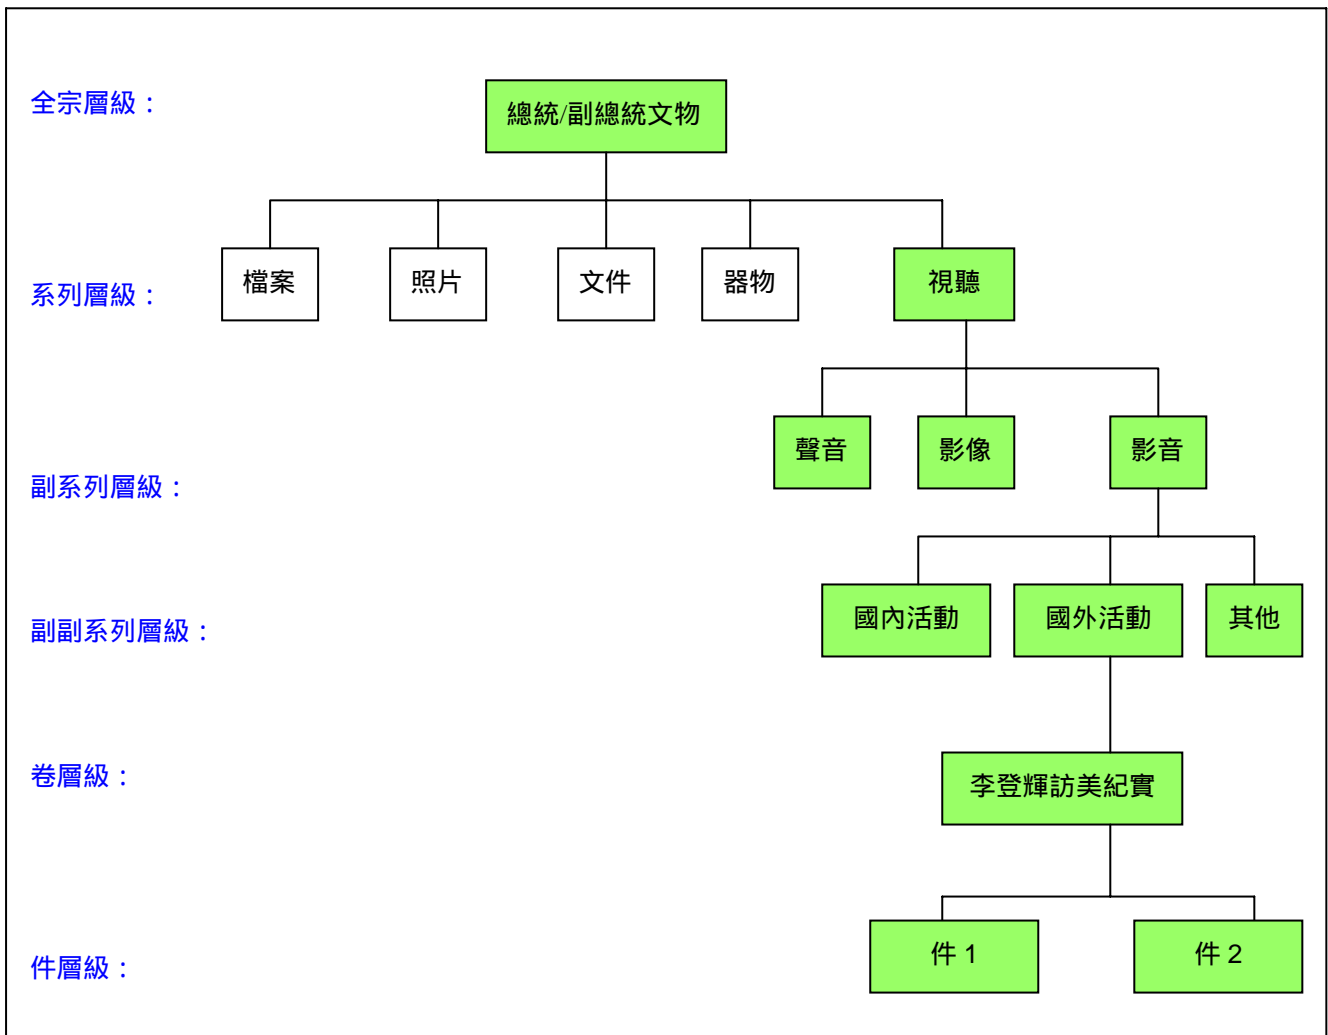 全宗層級：
總統/副總統文物
系列層級：
檔案
照片
文件
器物
視聽
副系列層級：
聲音
影像
影音
副副系列層級：
國內活動
國外活動
其他
卷層級：
李登輝訪美紀實
件層級：
件 1
件 2